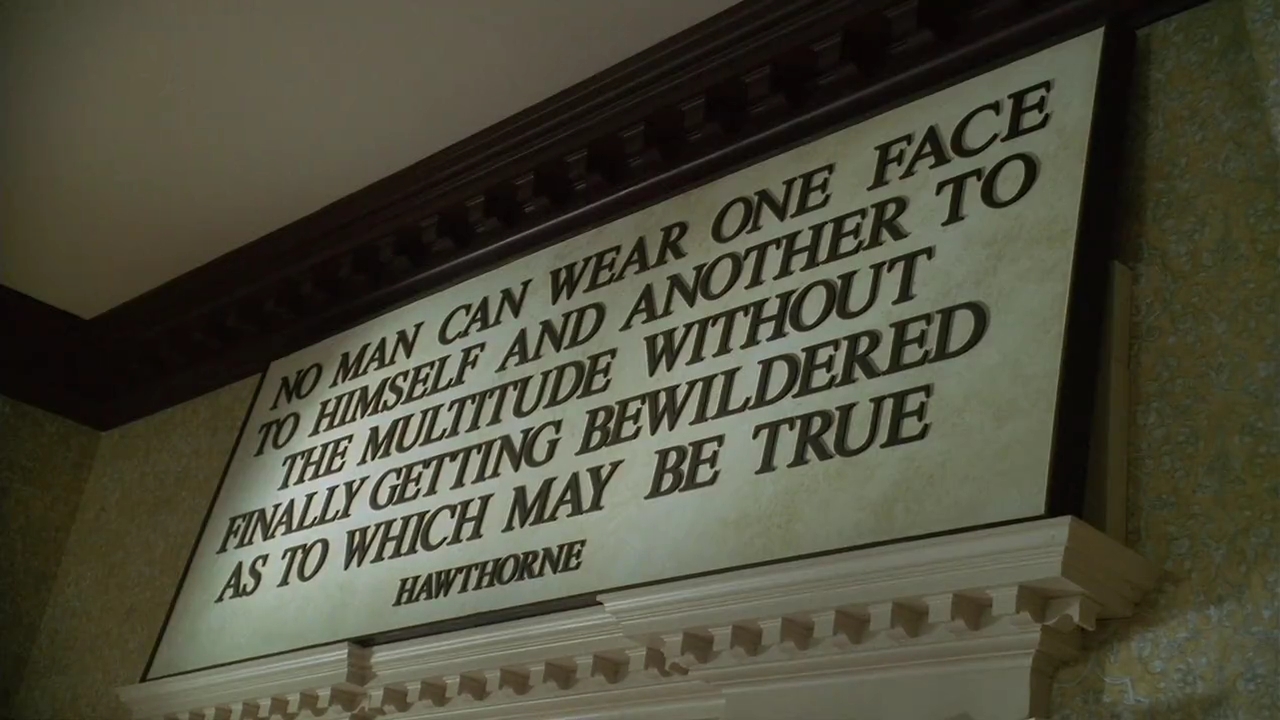 NO MAN CAN WEAR ONE FACE
TO HIMSELF AND ANOTHER TO
THE MULTITUDE WITHOUT
FINALLY GETTING BEWILDERED
AS TO WHICH MAY BE TRUE
HAWTHORNE